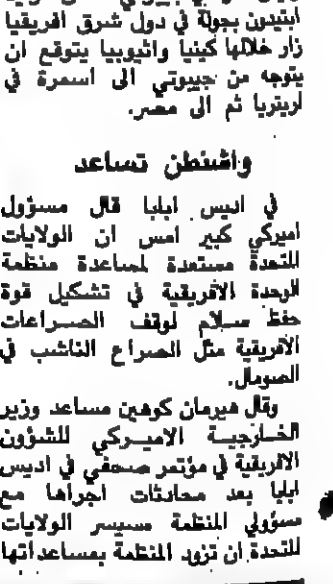 ابتيدون بجولة في دول شرق افريقيا
زار خلالها كينيا واثيوبيا يتوقع ان
يتوجه من جيبوتي الى اسمرة في
اريتريا ثم الى مصر.
واشنطن تساعد
في اديس ابابا قال مسؤول
اميركي كبير امس ان الولايات
المتحدة مستعدة لمساعدة منظمة
الوحدة الافريقية في تشكيل قوة
حفظ سلام لوقف الصراعات
الافريقية مثل الصراع الناشب في
الصومال.
وقال هيرمان كوهين مساعد وزير
الخارجية الاميركي للشؤون
الافريقية في مؤتمر صحفي في اديس
ابابا بعد محادثات اجراها مع
مسؤولي المنظمة سيسر الولايات
المتحدة ان تزود المنظمة بمساعداتها